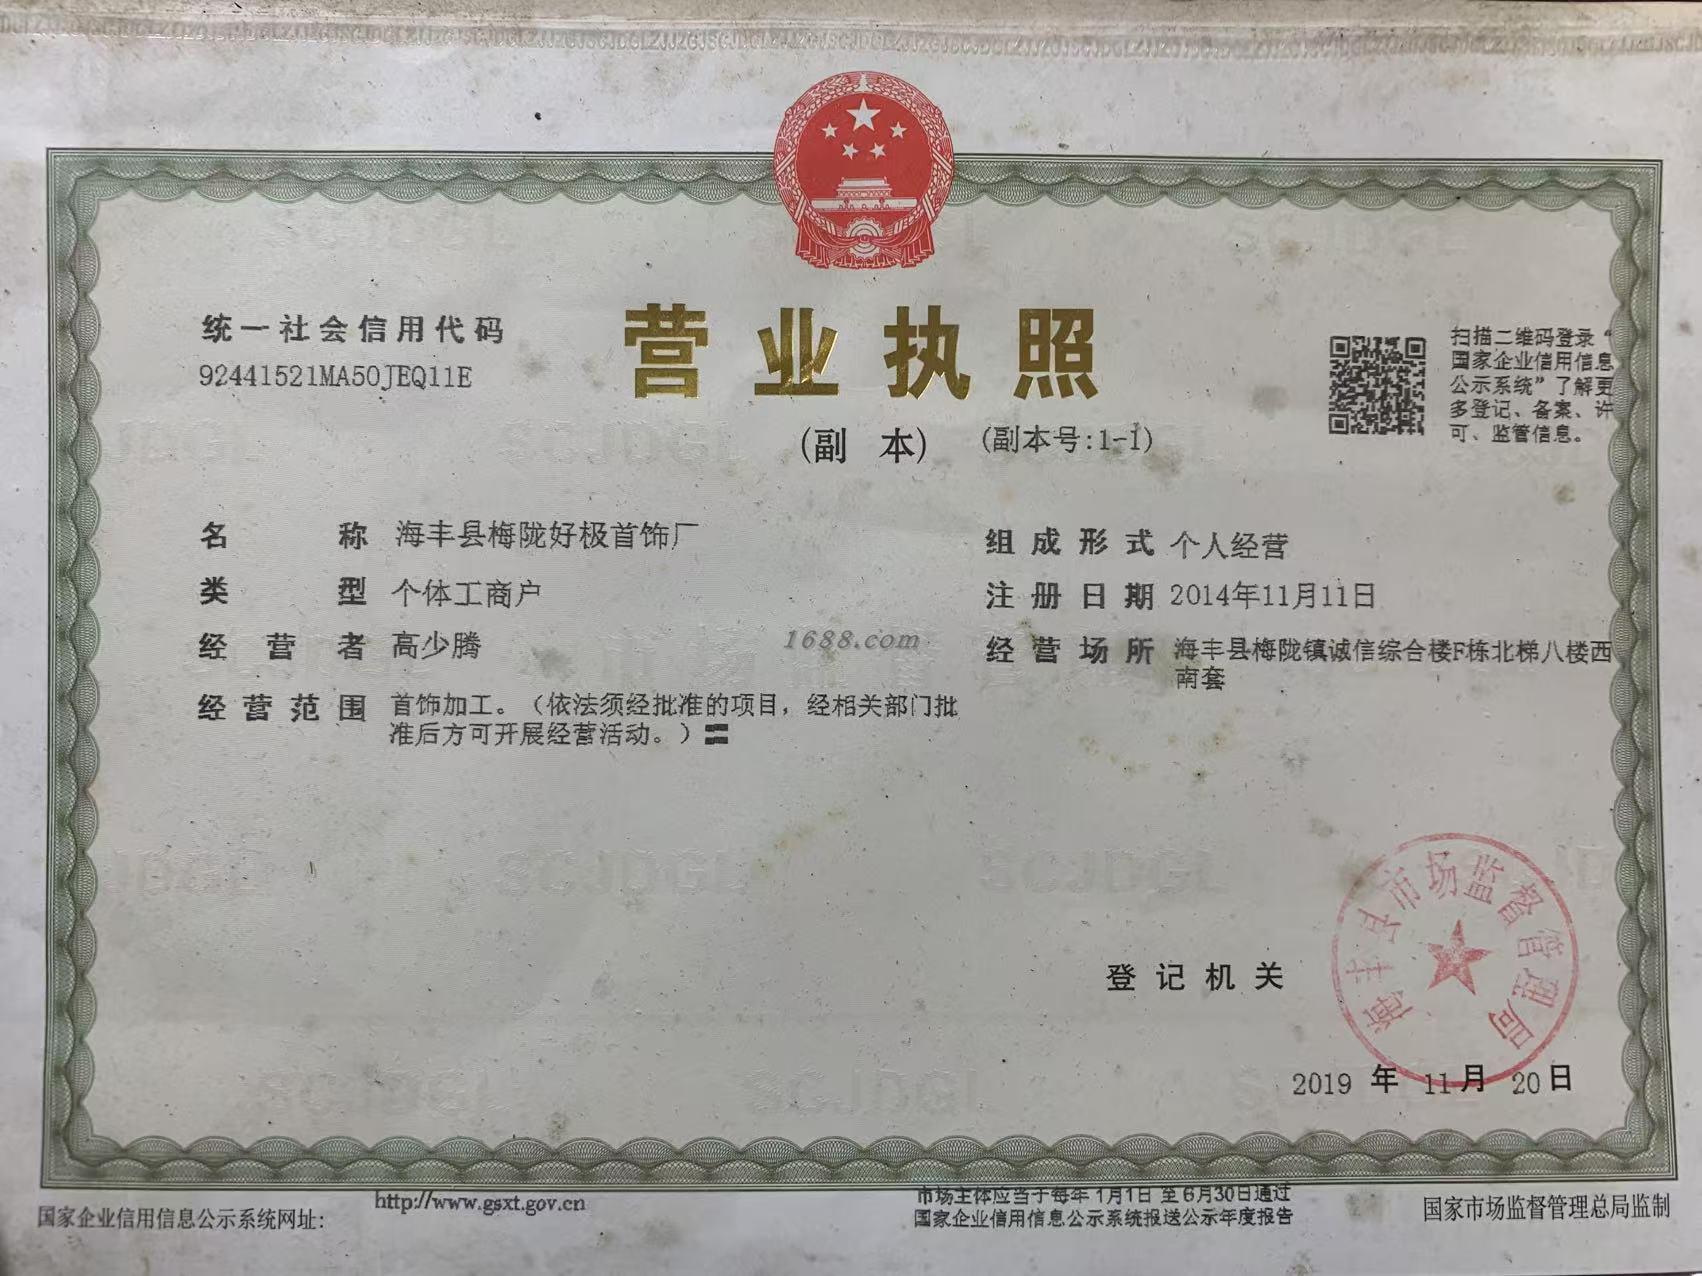 统一社会信用代码
92441521MA50JEQ11E
营业执照
(副 本) (副本号:1-1)
扫描二维码登录“
国家企业信用信息
公示系统”了解更
多登记、备案、许
可、监管信息。
名 称 海丰县梅陇好极首饰厂
类 型 个体工商户
经 营 者 高少腾
经 营 范 围 首饰加工。（依法须经批准的项目，经相关部门批
准后方可开展经营活动。）
1688.com
组 成 形 式 个人经营
注 册 日 期 2014年11月11日
经 营 场 所 海丰县梅陇镇诚信综合楼F栋北梯八楼西
南套
登 记 机 关
海丰县市场监督管理局
2019 年 11 月 20 日
国家企业信用信息公示系统网址: http://www.gsxt.gov.cn
市场主体应当于每年 1月1日 至 6月30日通过
国家企业信用信息公示系统报送公示年度报告
国家市场监督管理总局监制